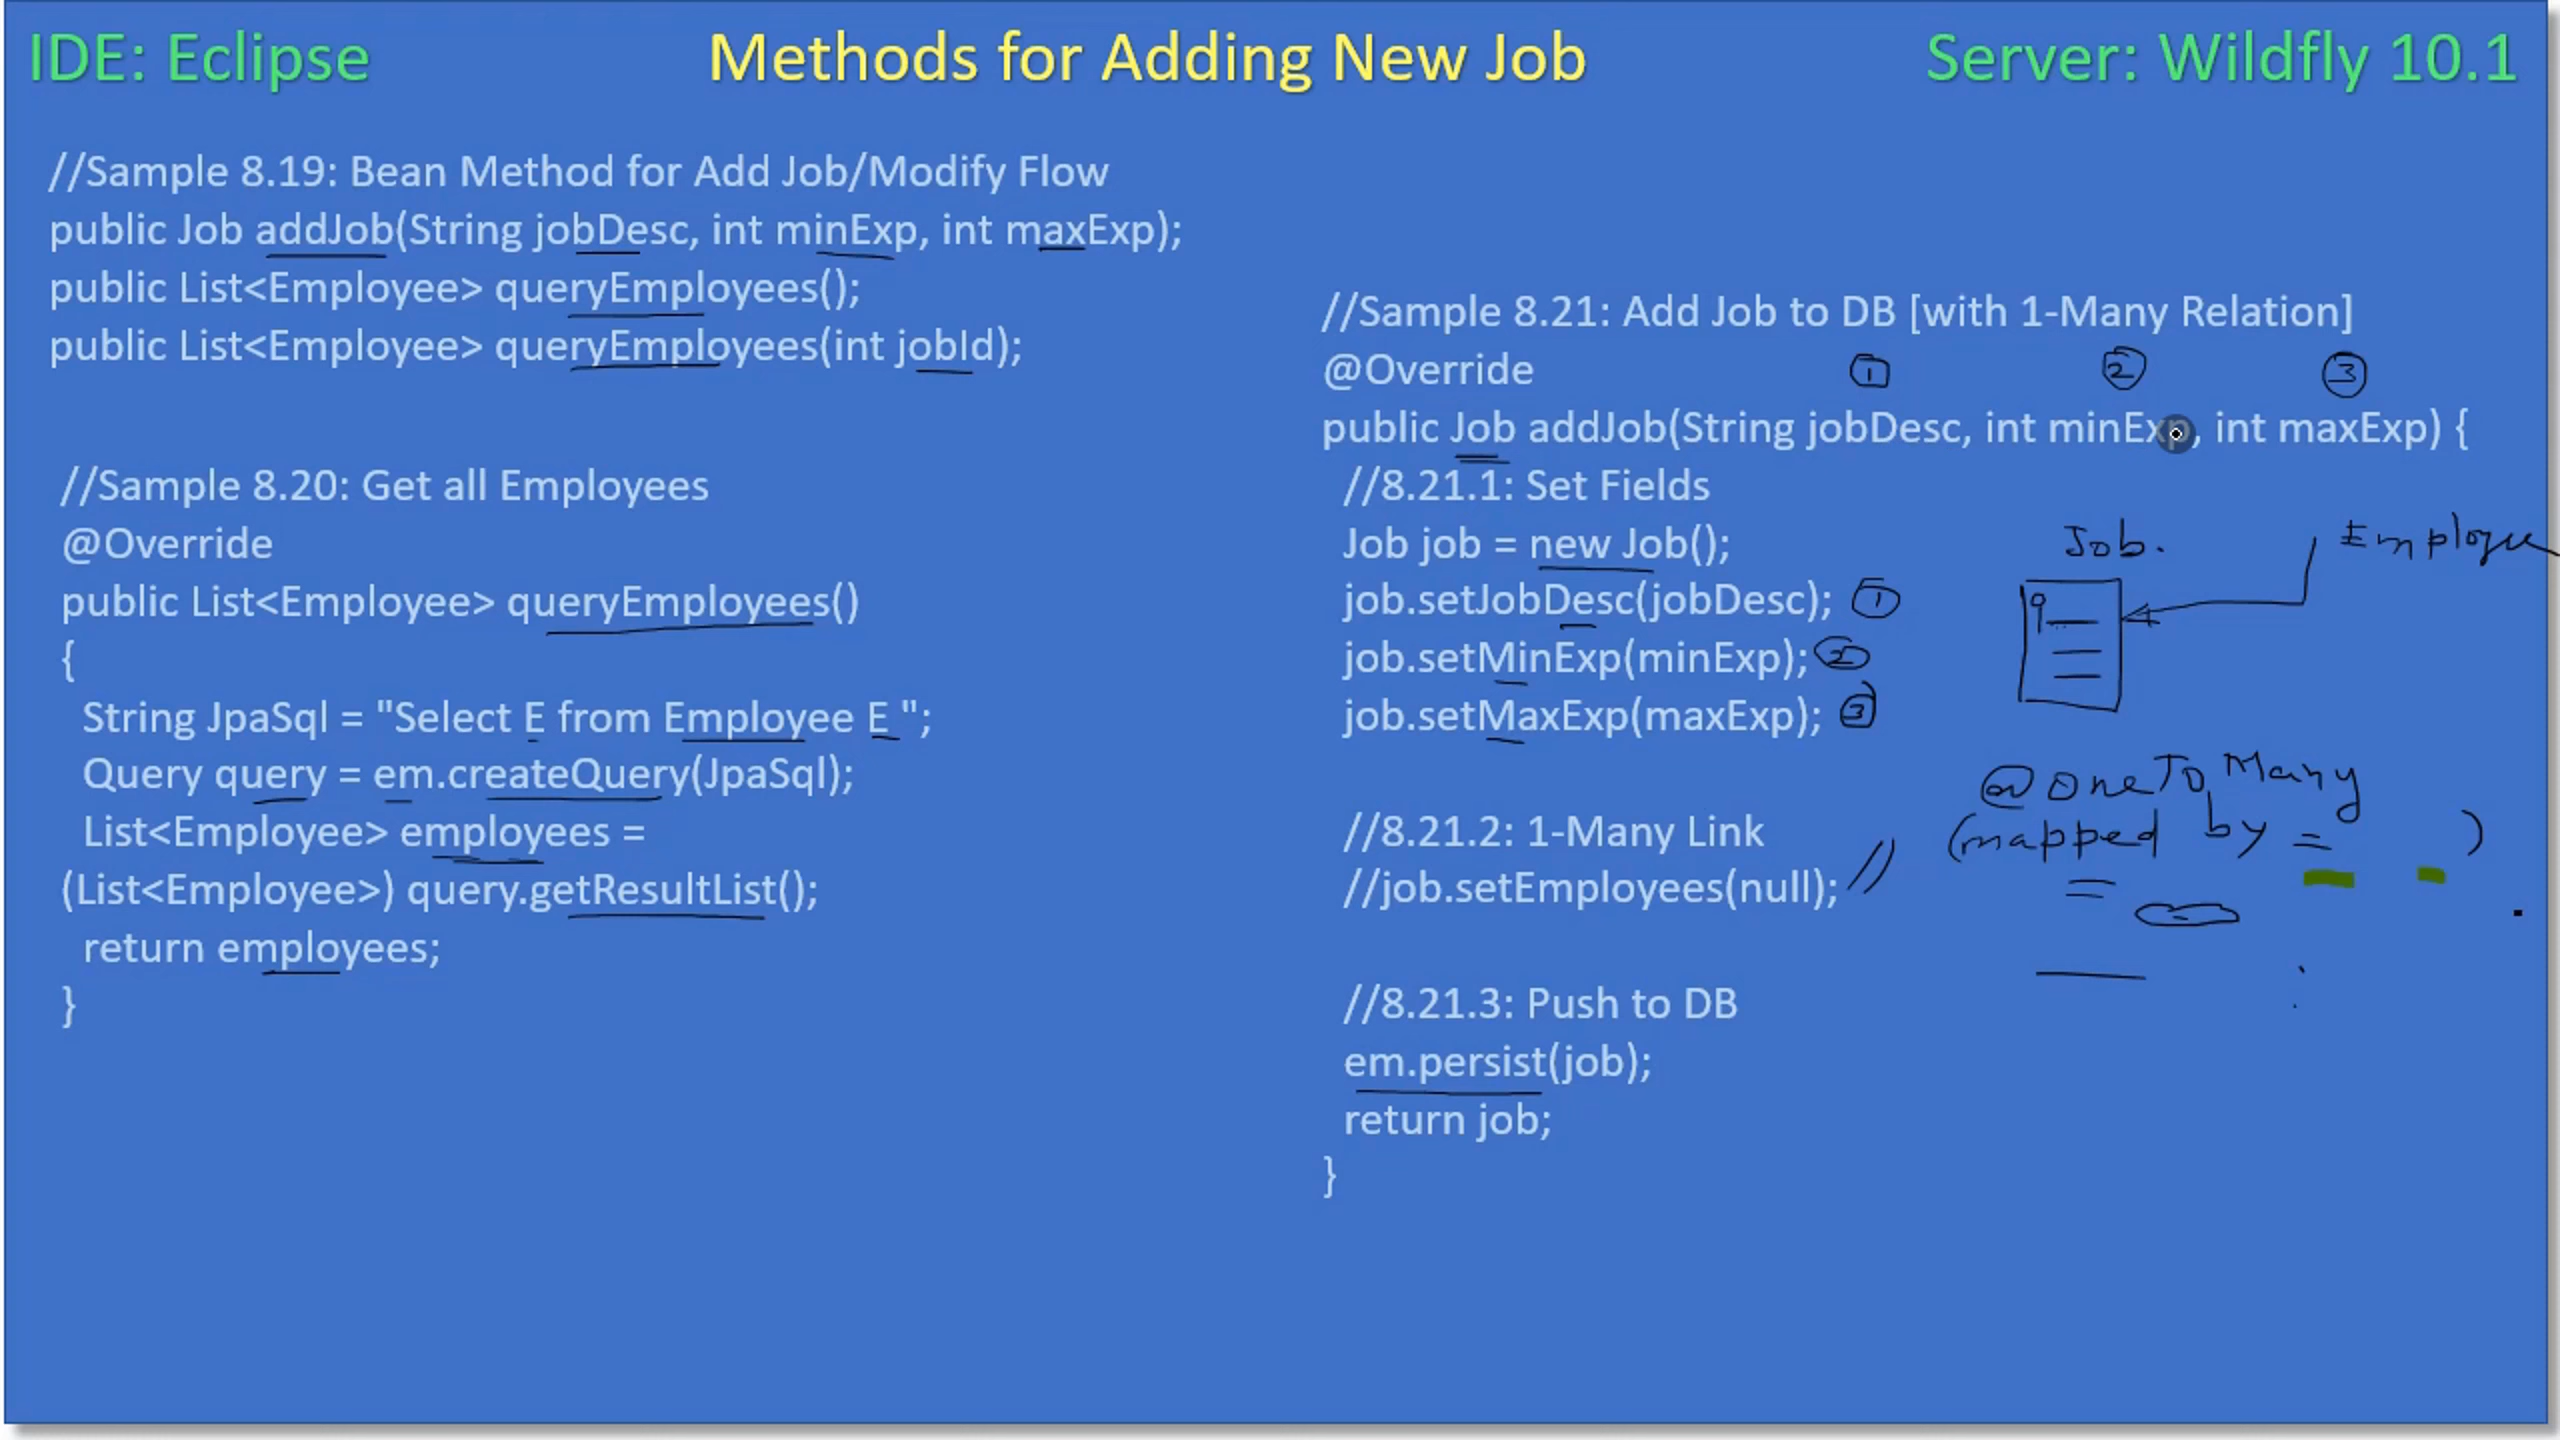 IDE: Eclipse
Methods for Adding New Job
Server: Wildfly 10.1
//Sample 8.19: Bean Method for Add Job/Modify Flow
public Job addJob(String jobDesc, int minExp, int maxExp);
public List<Employee> queryEmployees();
public List<Employee> queryEmployees(int jobId);
//Sample 8.20: Get all Employees
@Override
public List<Employee> queryEmployees()
{
String JpaSql = "Select E from Employee E ";
Query query = em.createQuery(JpaSql);
List<Employee> employees =
(List<Employee>) query.getResultList();
return employees;
}
//Sample 8.21: Add Job to DB [with 1-Many Relation]
@Override
1 2 3
public Job addJob(String jobDesc, int minExp, int maxExp) {
//8.21.1: Set Fields
Job job = new Job();
job.setJobDesc(jobDesc); 1
job.setMinExp(minExp); 2
job.setMaxExp(maxExp); 3
//8.21.2: 1-Many Link
//job.setEmployees(null); //
//8.21.3: Push to DB
em.persist(job);
return job;
}
Job.
Employee
@OneToMany
(mapped by = )